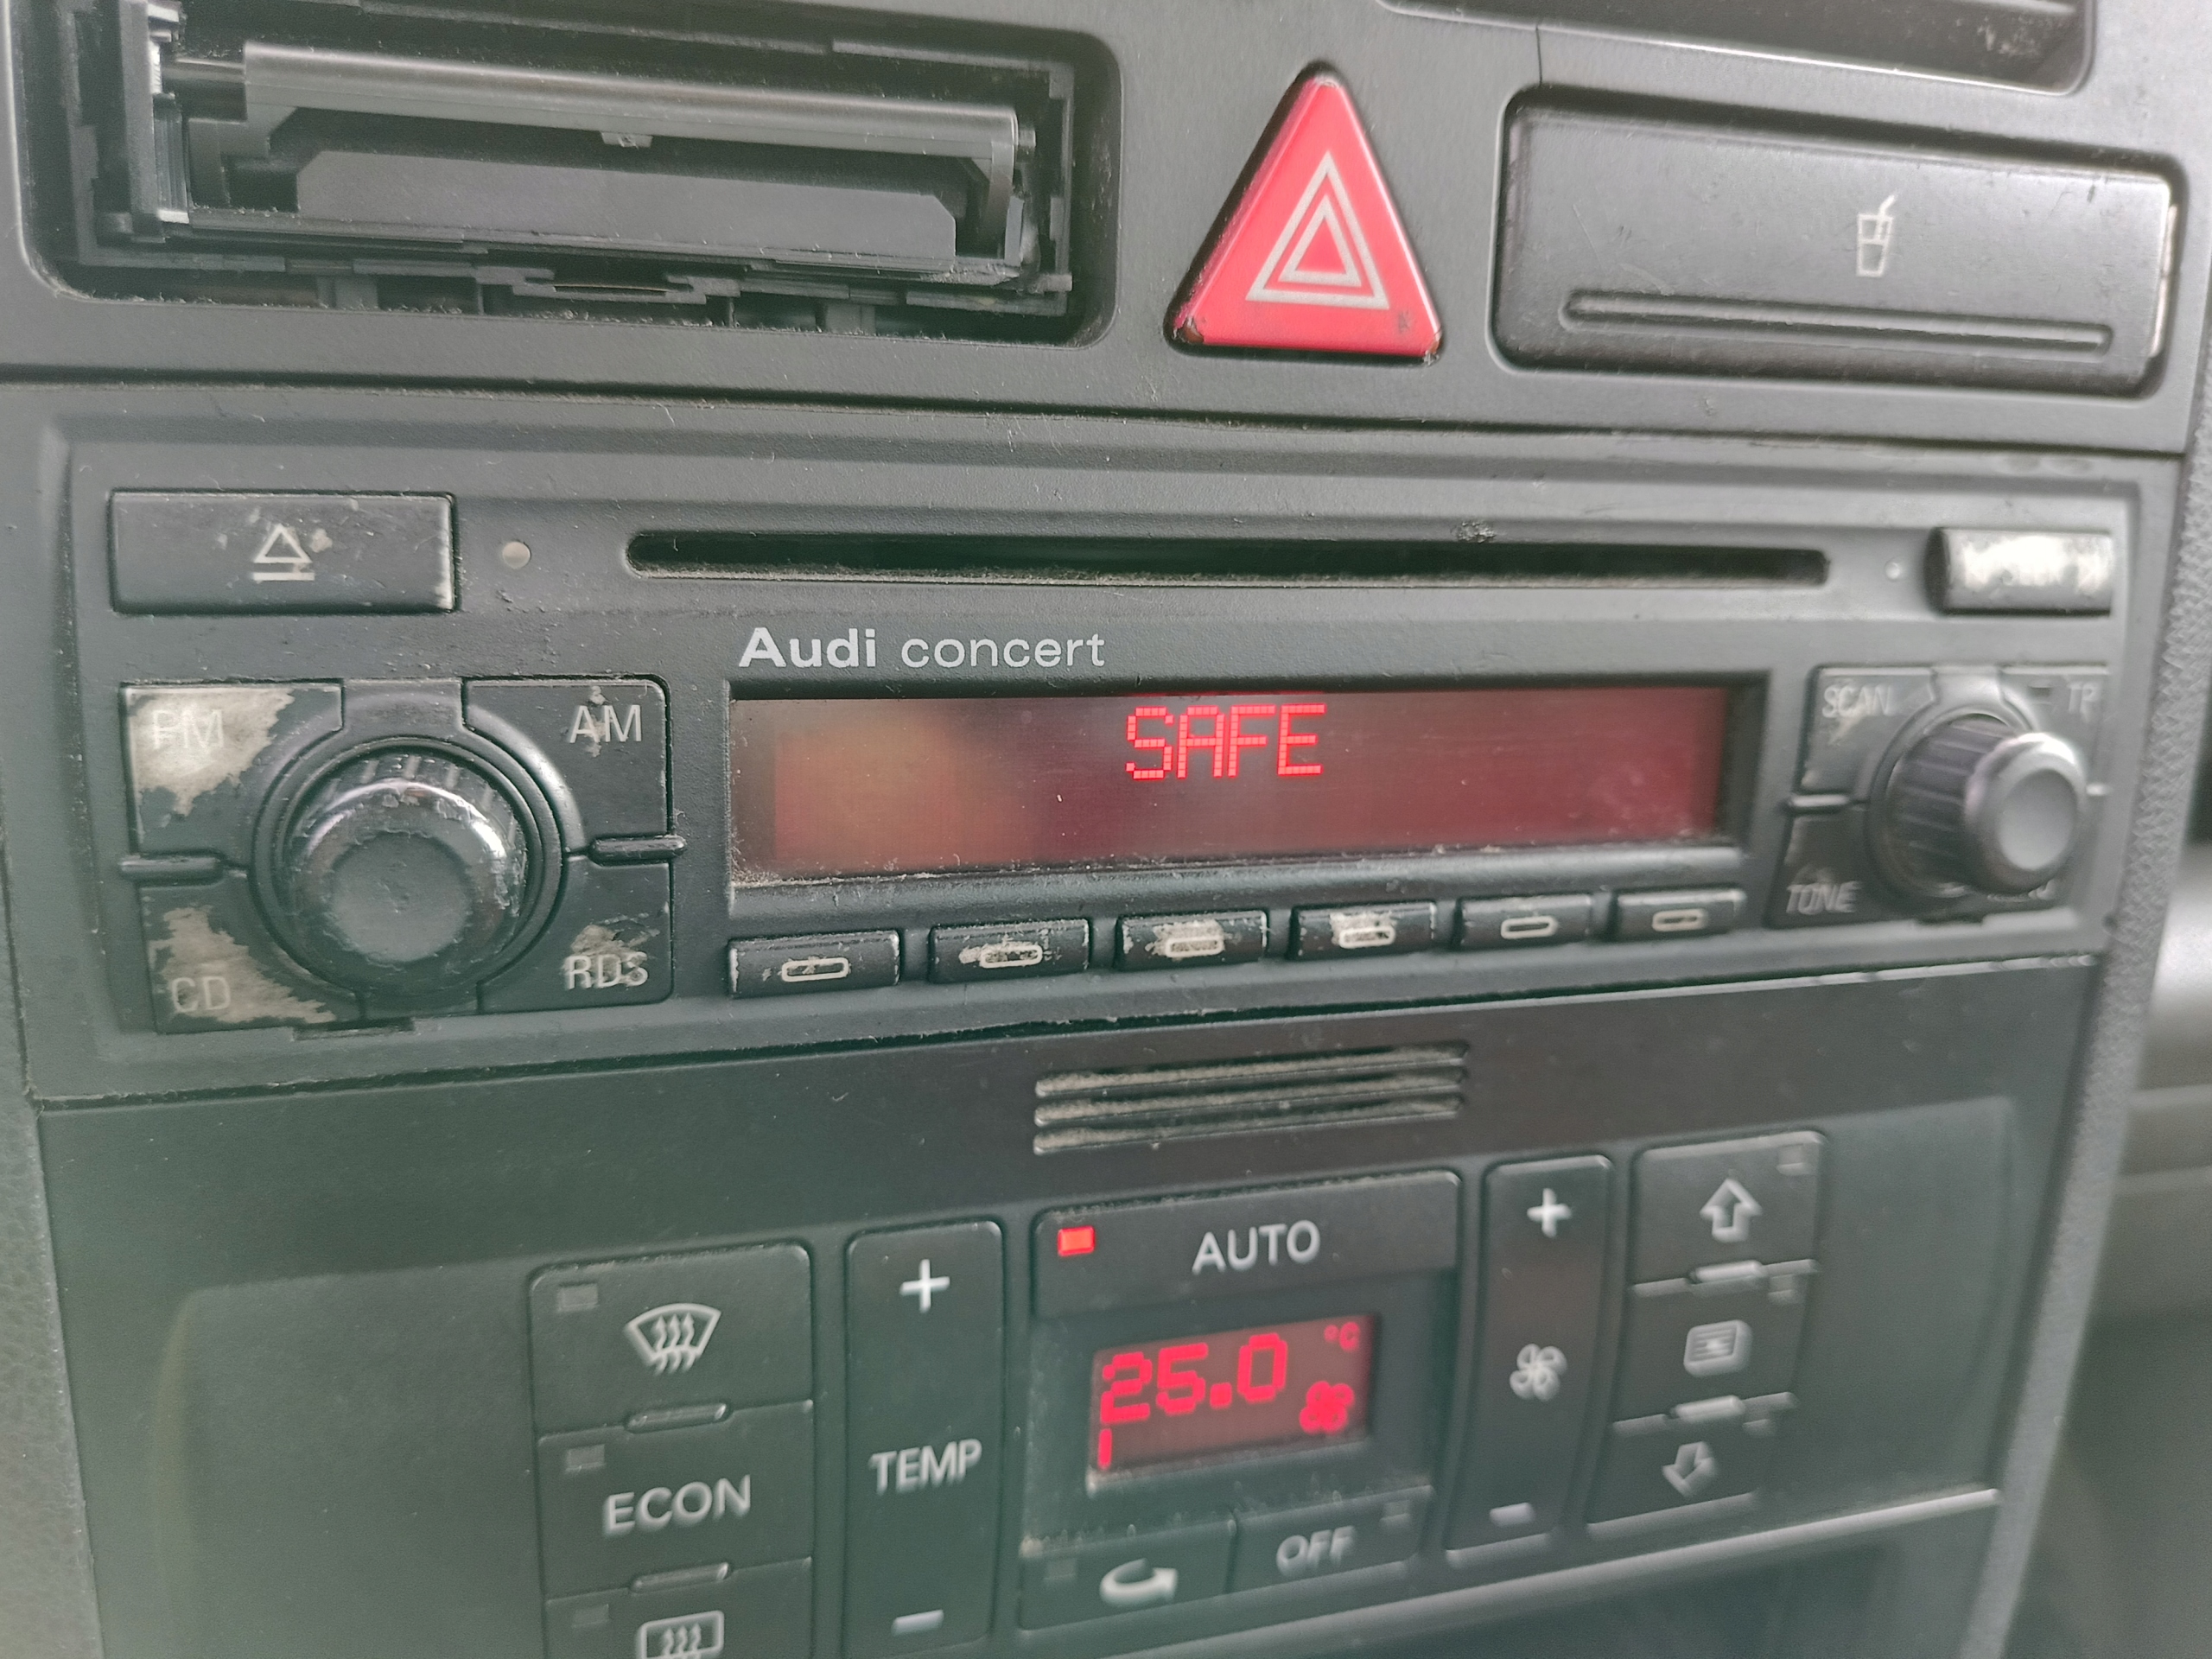 Audi concert
SAFE
FM
AM
SCAN
TP
CD
RDS
TONE
AUTO
+
+
25.0 °C
TEMP
ECON
OFF
-
-